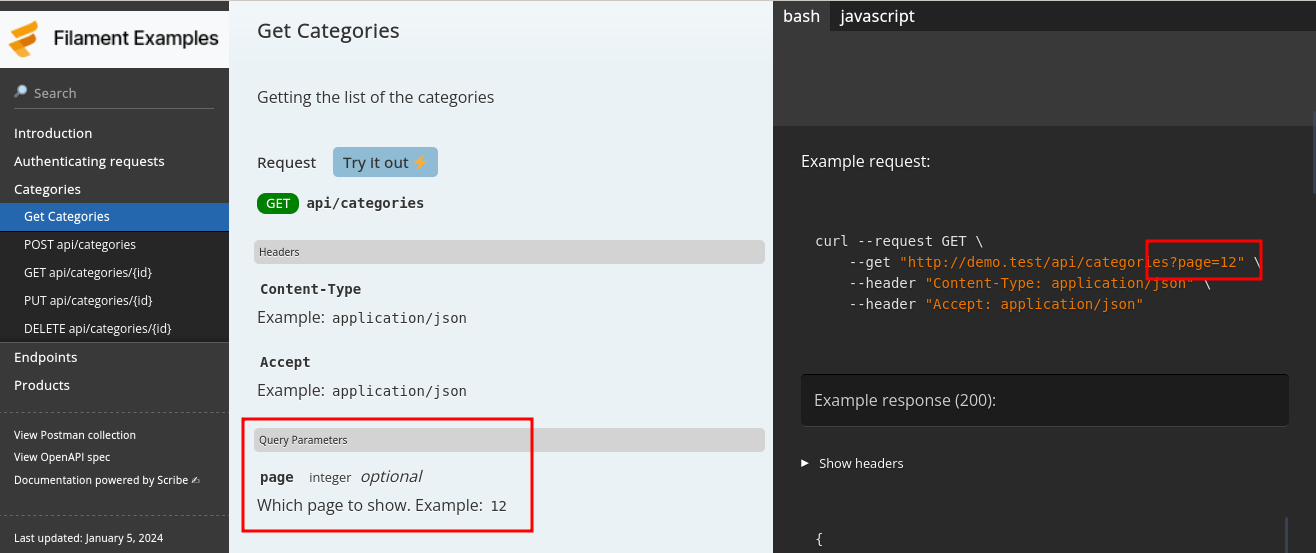 Filament Examples
Search
Introduction
Authenticating requests
Categories
Get Categories
POST api/categories
GET api/categories/{id}
PUT api/categories/{id}
DELETE api/categories/{id}
Endpoints
Products
View Postman collection
View OpenAPI spec
Documentation powered by Scribe ✍
Last updated: January 5, 2024
Get Categories
Getting the list of the categories
Request Try it out ⚡
GET api/categories
Headers
Content-Type
Example: application/json
Accept
Example: application/json
Query Parameters
page integer optional
Which page to show. Example: 12
bash javascript
Example request:
curl --request GET \
--get "http://demo.test/api/categories?page=12" \
--header "Content-Type: application/json" \
--header "Accept: application/json"
Example response (200):
▶ Show headers
{